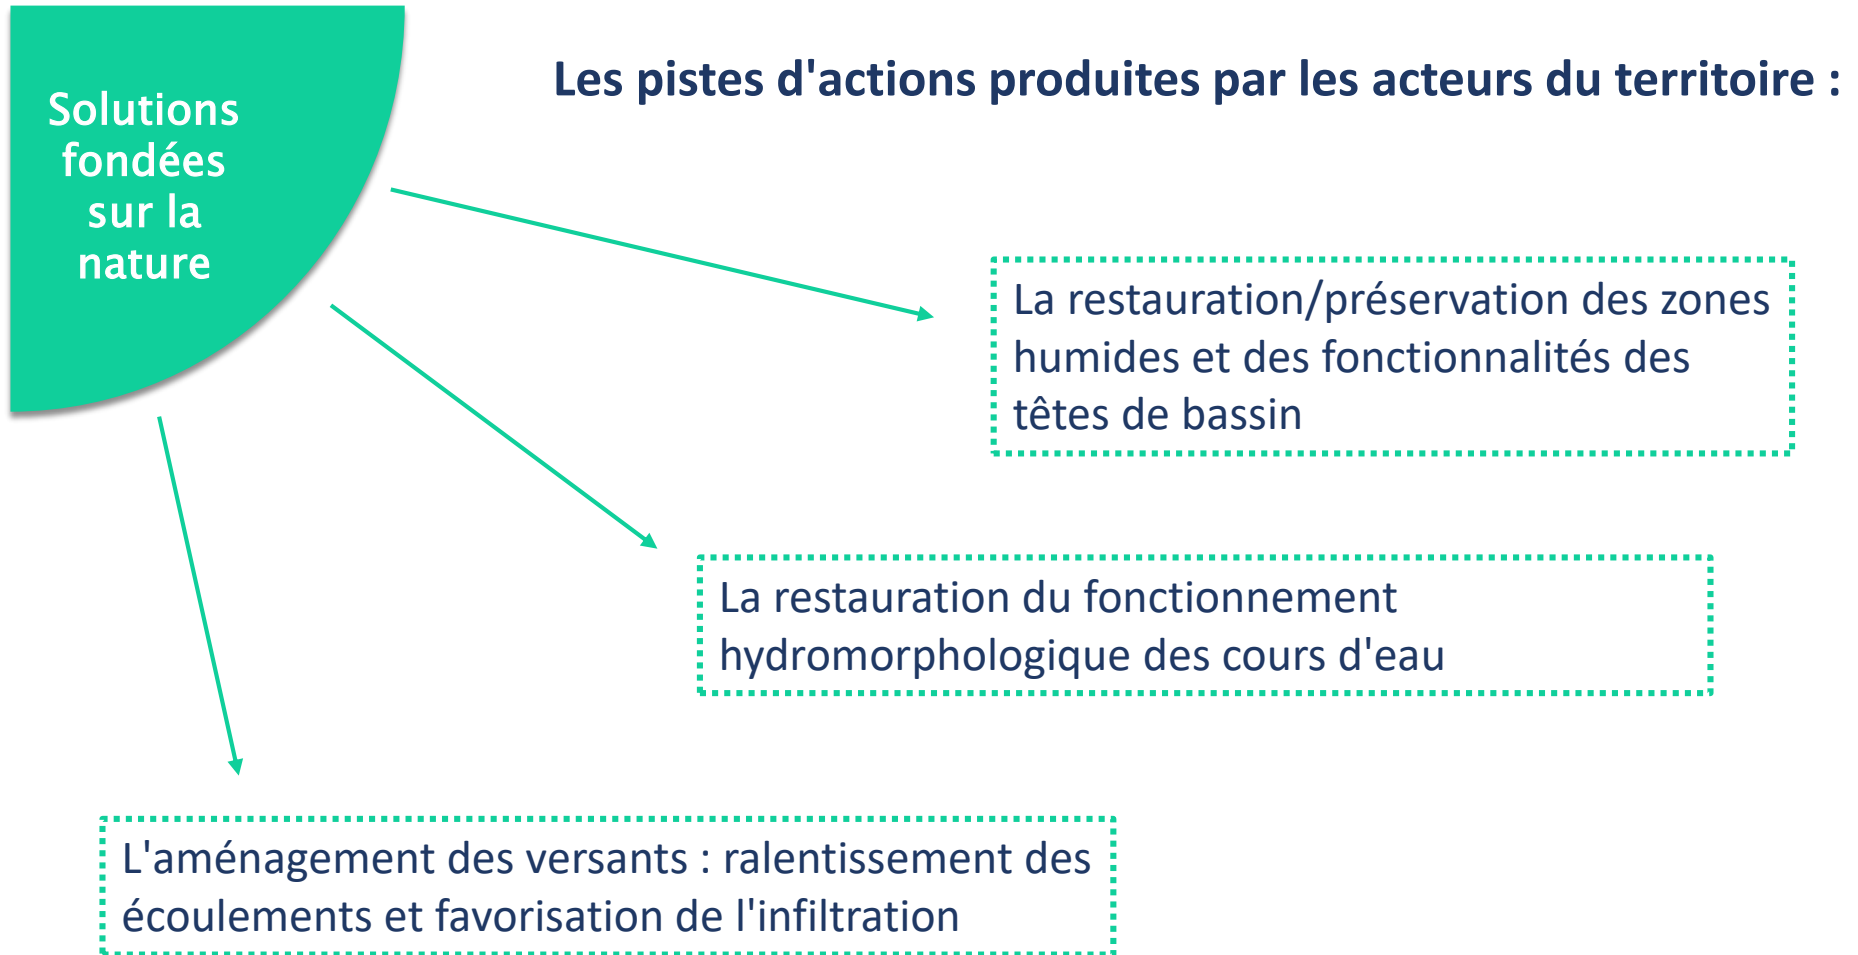 Les pistes d'actions produites par les acteurs du territoire :
Solutions
fondées
sur la
nature
La restauration/préservation des zones
humides et des fonctionnalités des
têtes de bassin
La restauration du fonctionnement
hydromorphologique des cours d'eau
L'aménagement des versants : ralentissement des
écoulements et favorisation de l'infiltration